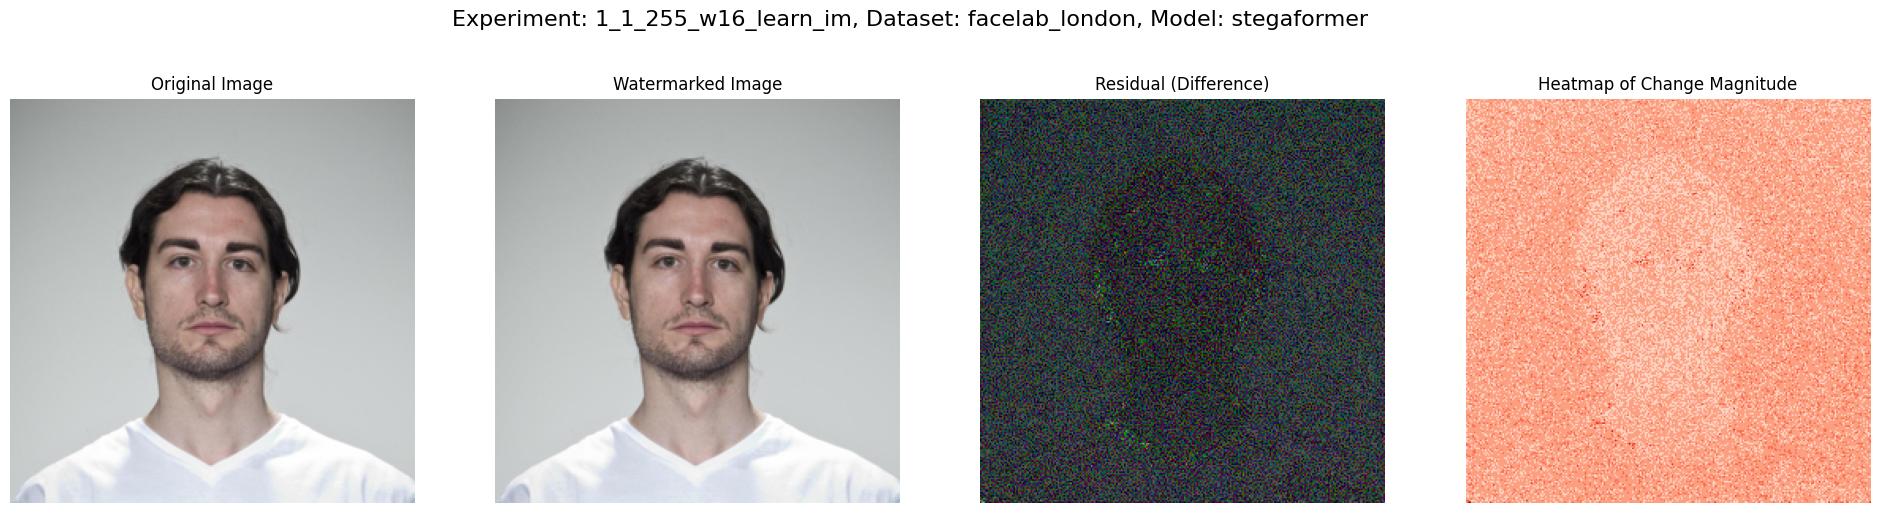 Experiment: 1_1_255_w16_learn_im, Dataset: facelab_london, Model: stegaformer
Original Image
Watermarked Image
Residual (Difference)
Heatmap of Change Magnitude